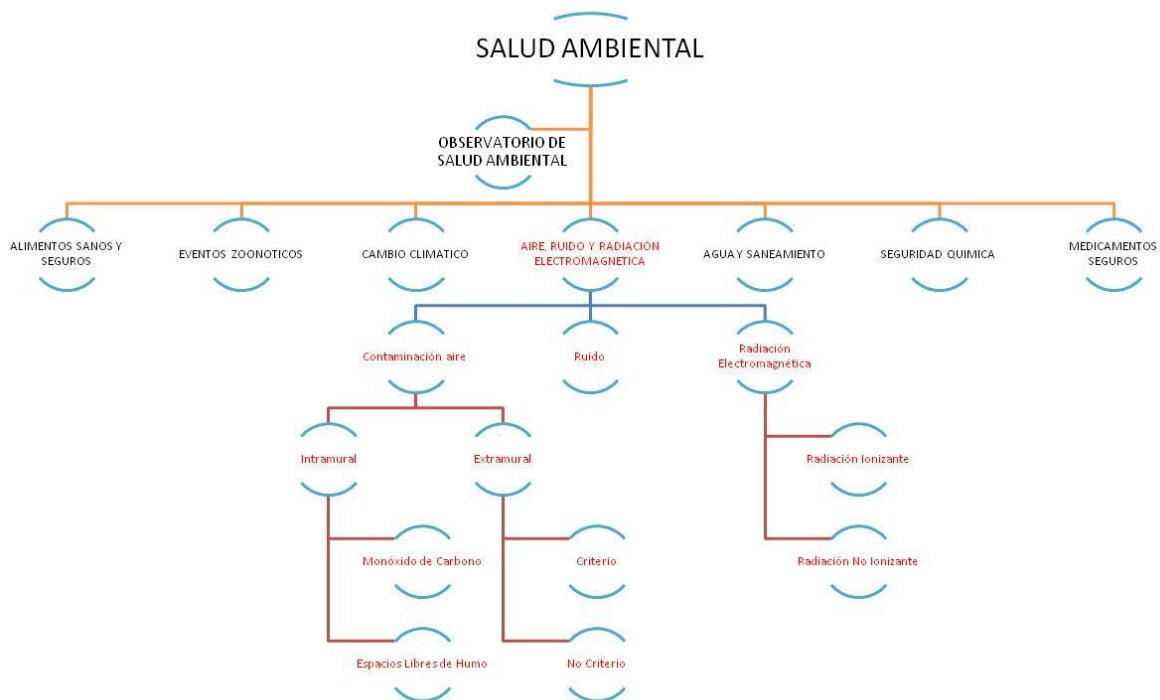 SALUD AMBIENTAL
OBSERVATORIO DE
SALUD AMBIENTAL
ALIMENTOS SANOS Y
SEGUROS
EVENTOS ZOONOTICOS
CAMBIO CLIMATICO
AIRE, RUIDO Y RADIACIÓN
ELECTROMAGNETICA
AGUA Y SANEAMIENTO
SEGURIDAD QUIMICA
MEDICAMENTOS
SEGUROS
Contaminación aire
Ruido
Radiación
Electromagnética
Intramural
Extramural
Radiación Ionizante
Monóxido de Carbono
Criterio
Radiación No Ionizante
Espacios Libres de Humo
No Criterio